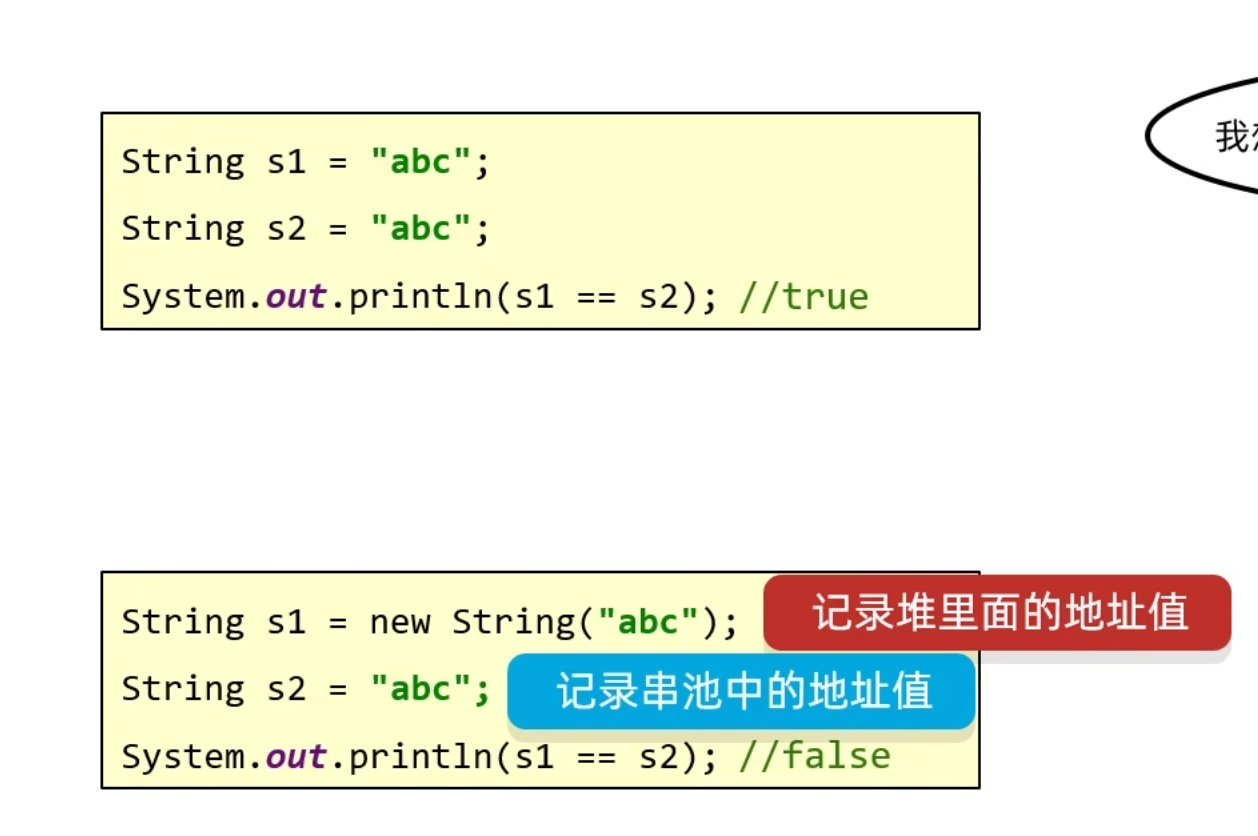 我
String s1 = "abc";
String s2 = "abc";
System.out.println(s1 == s2); //true
String s1 = new String("abc"); 记录堆里面的地址值
String s2 = "abc"; 记录串池中的地址值
System.out.println(s1 == s2); //false